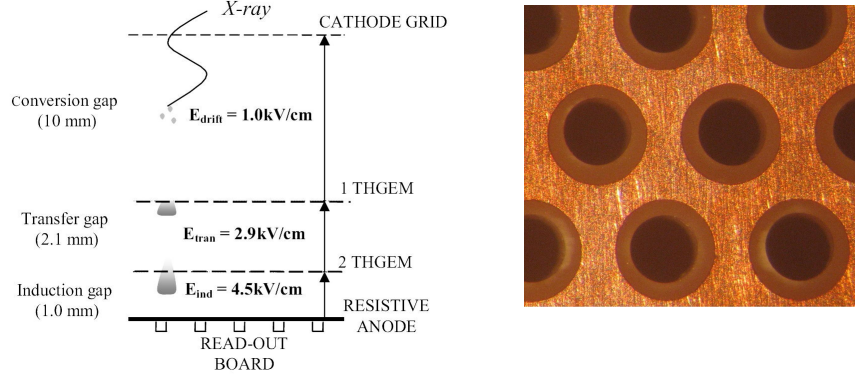 X-ray
CATHODE GRID
Conversion gap
(10 mm)
Edrift = 1.0kV/cm
1 THGEM
Transfer gap
(2.1 mm)
Etran = 2.9kV/cm
2 THGEM
Induction gap
(1.0 mm)
Eind = 4.5kV/cm
RESISTIVE
ANODE
READ-OUT
BOARD